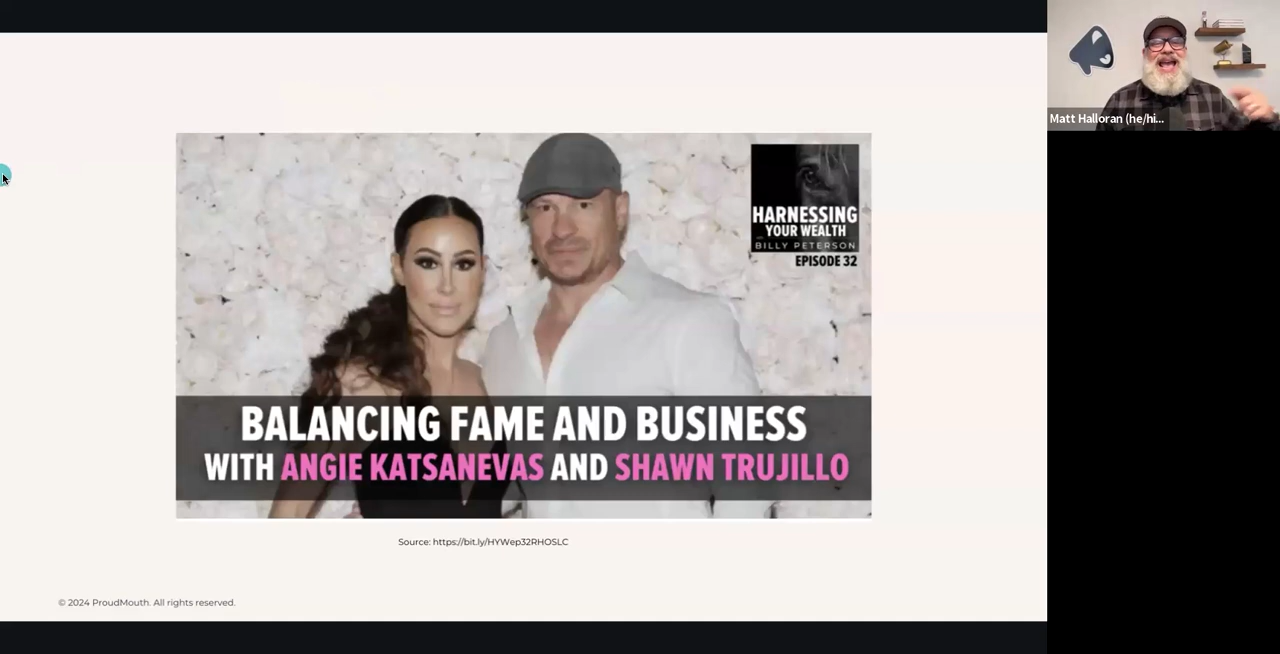 HARNESSING
YOUR WEALTH
BILLY PETERSON
EPISODE 32
BALANCING FAME AND BUSINESS
WITH ANGIE KATSANEVAS AND SHAWN TRUJILLO
Source: https://bit.ly/HYWep32RHOSLC
© 2024 ProudMouth. All rights reserved.
Matt Halloran (he/hi...